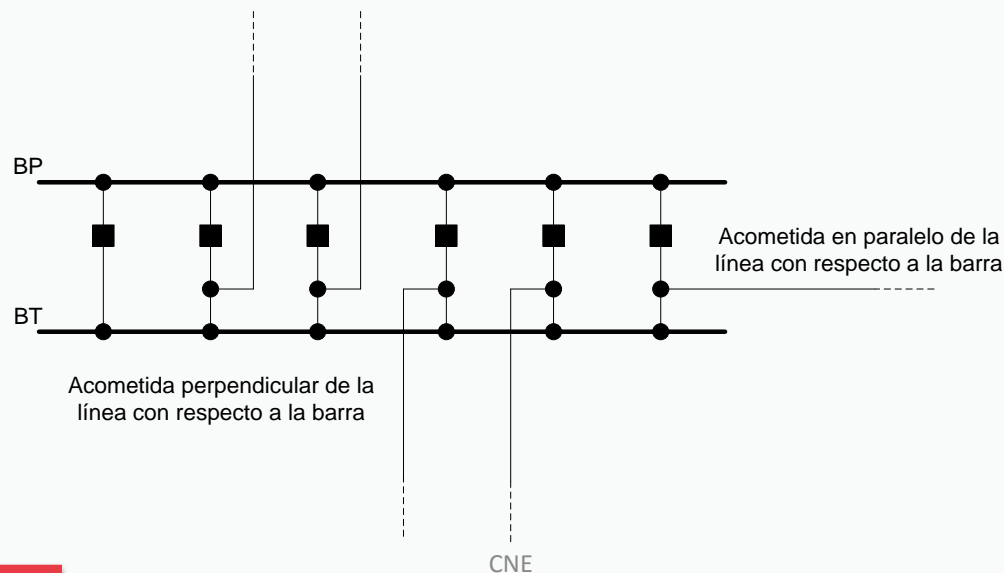 BP
Acometida en paralelo de la
línea con respecto a la barra
BT
Acometida perpendicular de la
línea con respecto a la barra
CNE